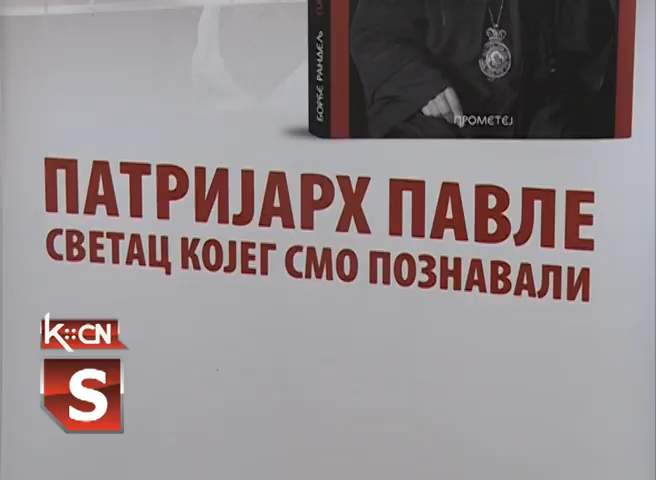 ЂОРЂЕ РАНДЕЉ
ПРОМЕТЕЈ
ПАТРИЈАРХ ПАВЛЕ
СВЕТАЦ КОЈЕГ СМО ПОЗНАВАЛИ
K::CN
S